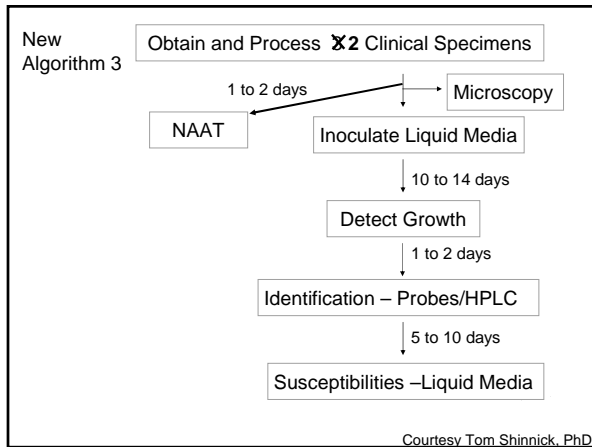 New
Algorithm 3
Obtain and Process 3 2 Clinical Specimens
1 to 2 days
Microscopy
NAAT
Inoculate Liquid Media
10 to 14 days
Detect Growth
1 to 2 days
Identification – Probes/HPLC
5 to 10 days
Susceptibilities –Liquid Media
Courtesy Tom Shinnick, PhD